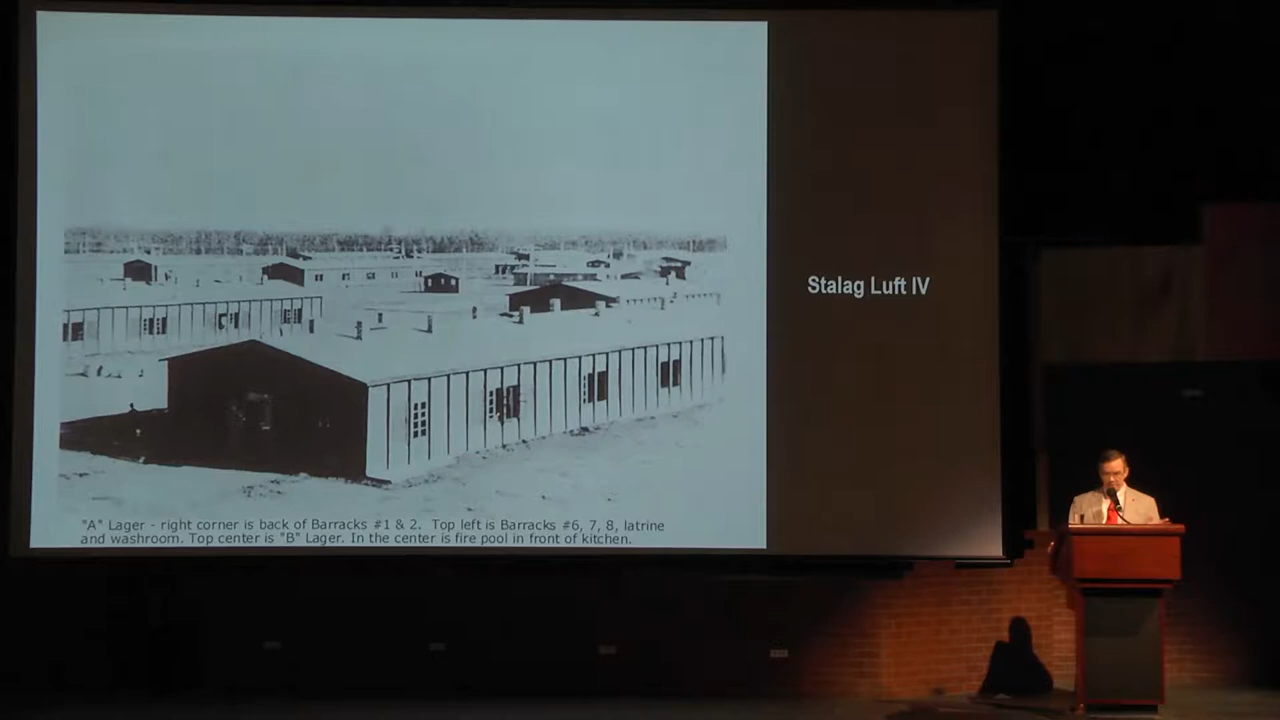 Stalag Luft IV
"A" Lager - right corner is back of Barracks #1 & 2.  Top left is Barracks #6, 7, 8, latrine
and washroom. Top center is "B" Lager. In the center is fire pool in front of kitchen.